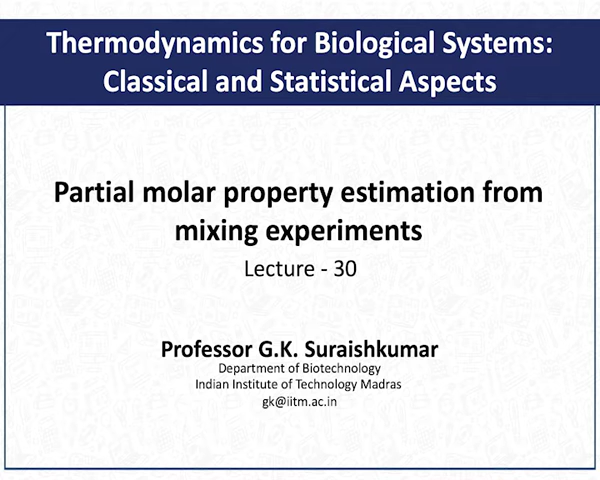 Thermodynamics for Biological Systems:
Classical and Statistical Aspects
Partial molar property estimation from
mixing experiments
Lecture - 30
Professor G.K. Suraishkumar
Department of Biotechnology
Indian Institute of Technology Madras
gk@iitm.ac.in